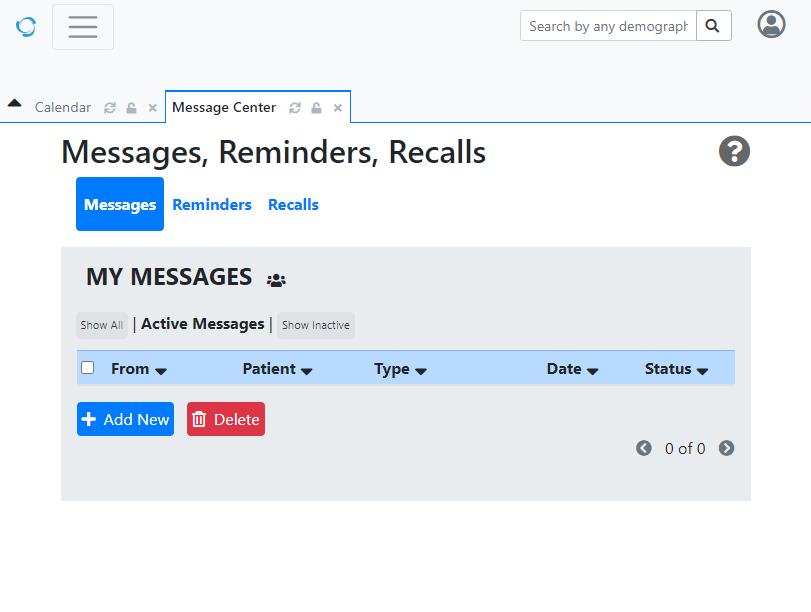 Search by any demograph
Calendar Message Center
Messages, Reminders, Recalls
Messages Reminders Recalls
MY MESSAGES
Show All | Active Messages | Show Inactive
From Patient Type Date Status
Add New Delete
0 of 0